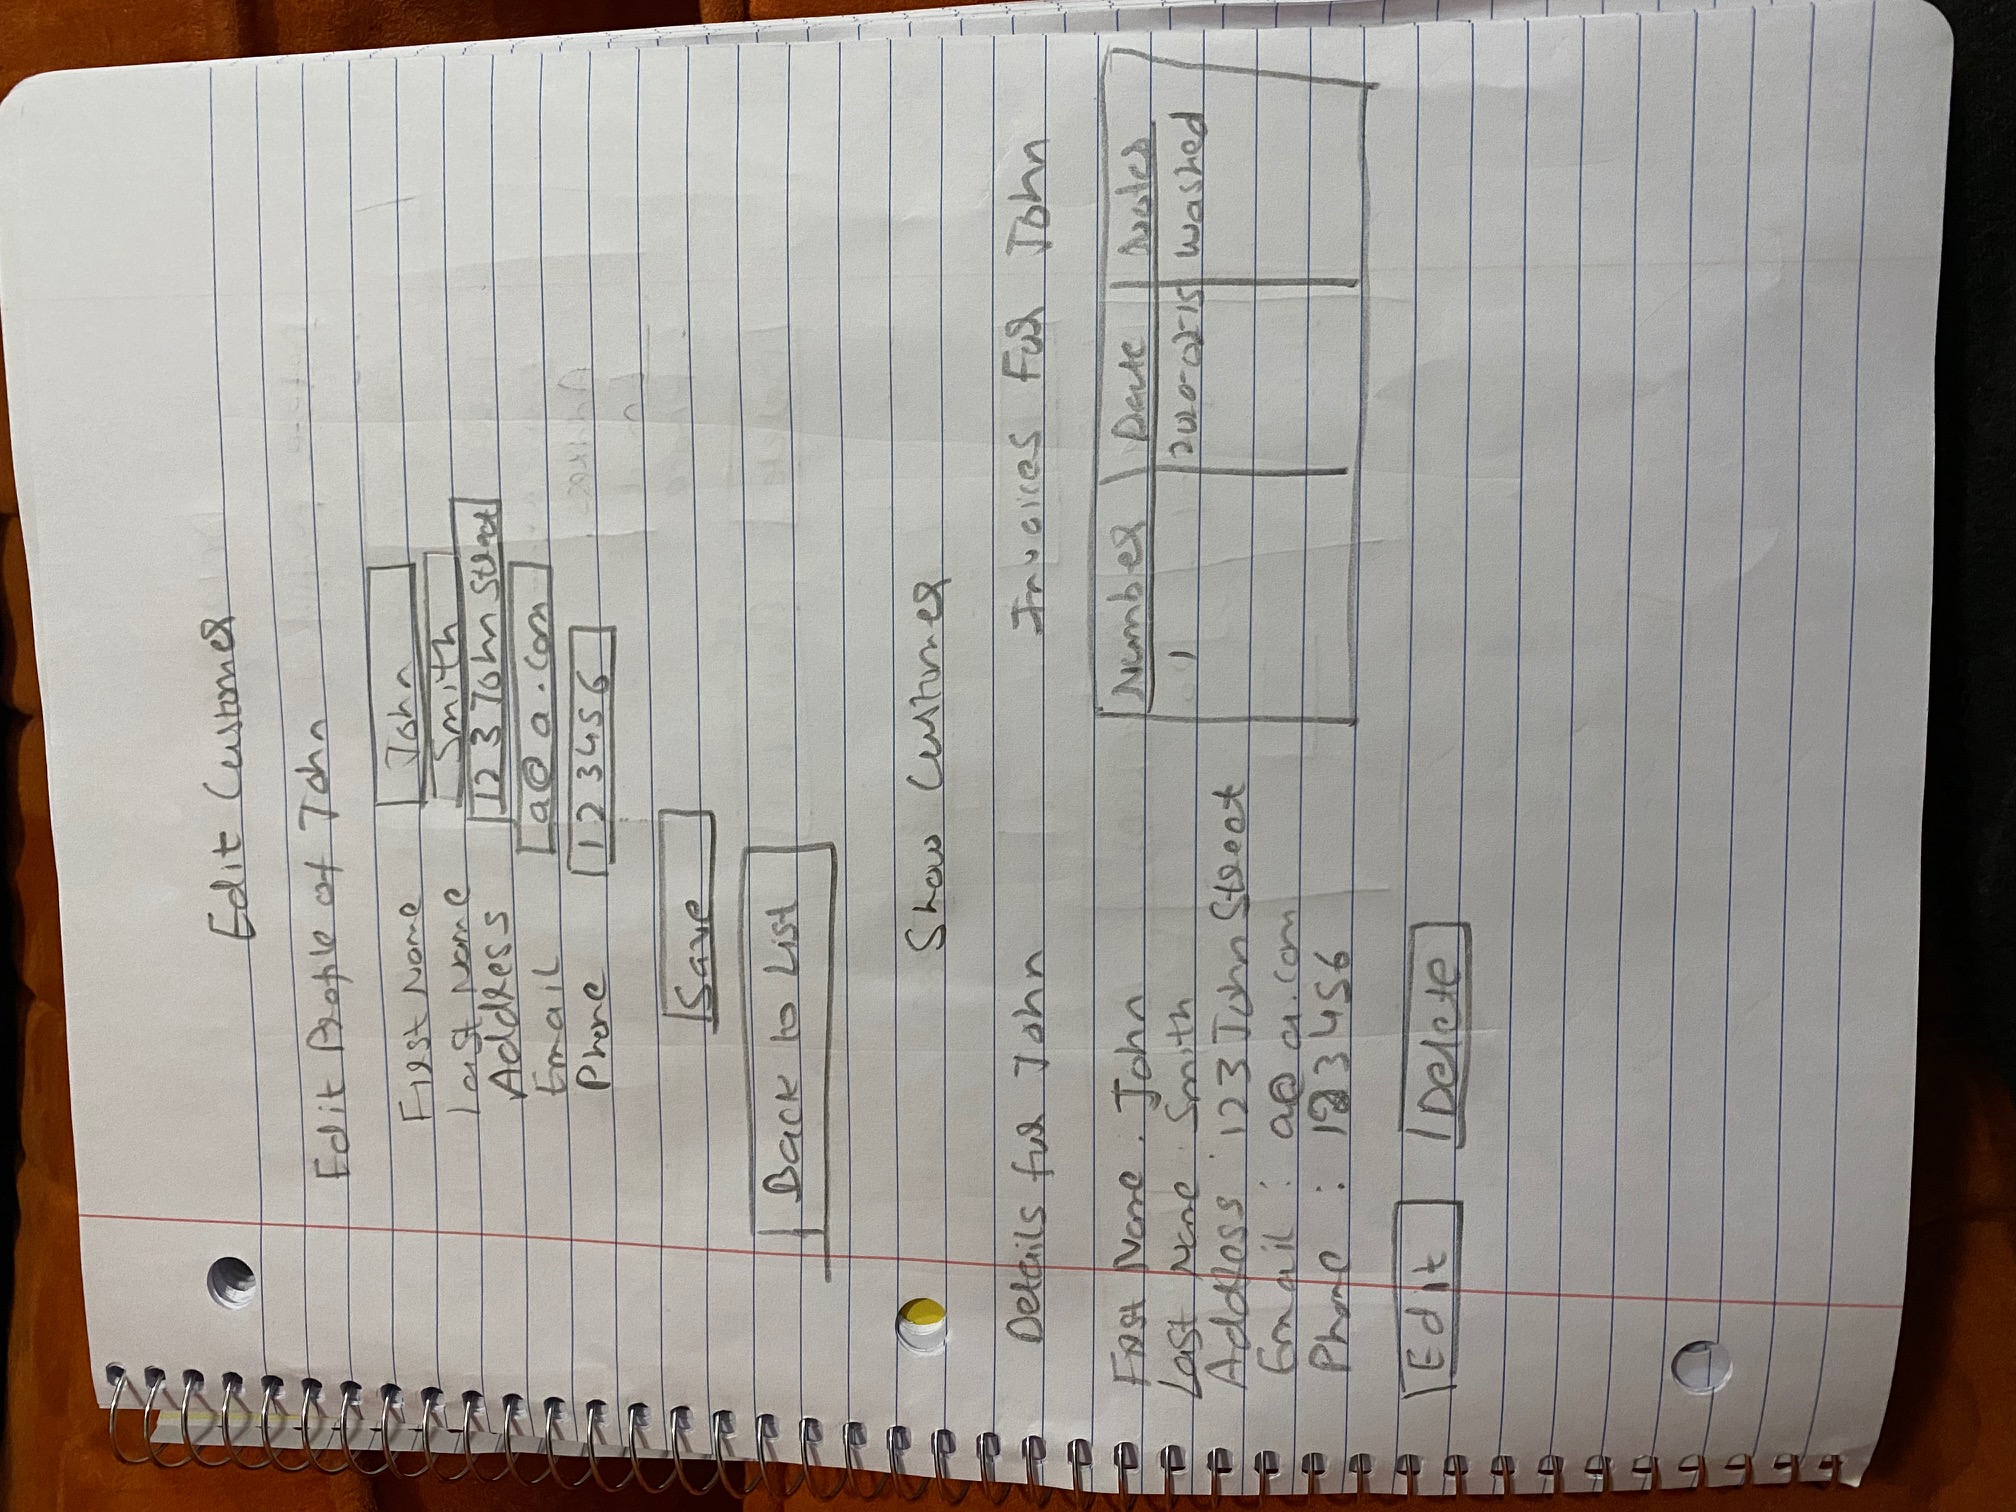 Edit Customer
Edit Profile of John
First Name John
Last Name Smith
Address 123 John Street
Email a@a.com
Phone 123456
Save
Back to List
Show Customer
Details for John
First Name : John
Last Name : Smith
Address : 123 John Street
Email : a@a.com
Phone : 123456
Edit Delete
Invoices For John
Number Date Notes
1 2020-02-15 Washed